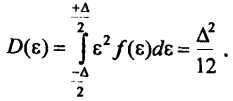 D(ε) = ∫_{-Δ/2}^{+Δ/2} ε² f(ε)dε = Δ²/12 .